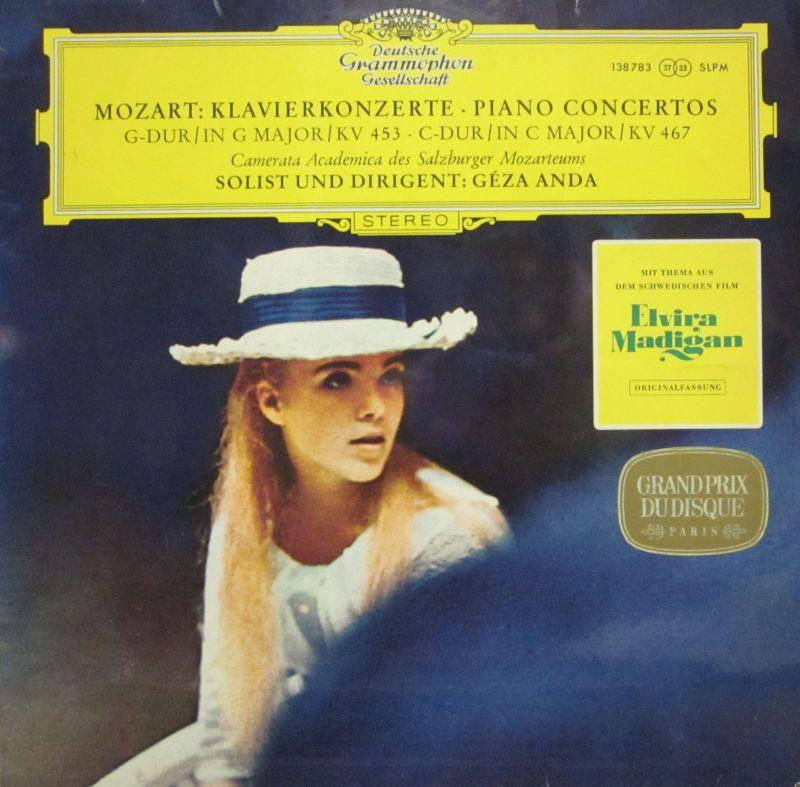 Deutsche
Grammophon
Gesellschaft
138783 ST 33 SLPM
MOZART: KLAVIERKONZERTE · PIANO CONCERTOS
G-DUR/IN G MAJOR/KV 453 · C-DUR/IN C MAJOR/KV 467
Camerata Academica des Salzburger Mozarteums
SOLIST UND DIRIGENT: GÉZA ANDA
STEREO
MIT THEMA AUS
DEM SCHWEDISCHEN FILM
Elvira
Madigan
ORIGINALFASSUNG
GRAND PRIX
DU DISQUE
PARIS